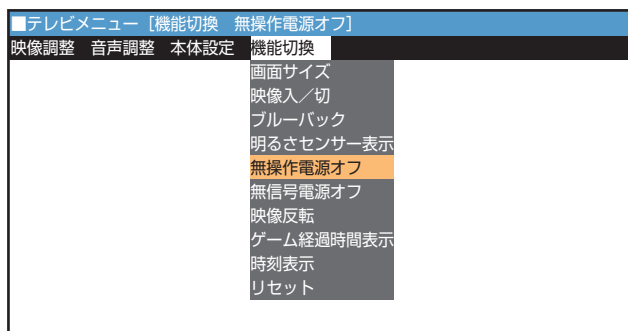 ■テレビメニュー［機能切換　無操作電源オフ］
映像調整　音声調整　本体設定　機能切換
画面サイズ
映像入／切
ブルーバック
明るさセンサー表示
無操作電源オフ
無信号電源オフ
映像反転
ゲーム経過時間表示
時刻表示
リセット